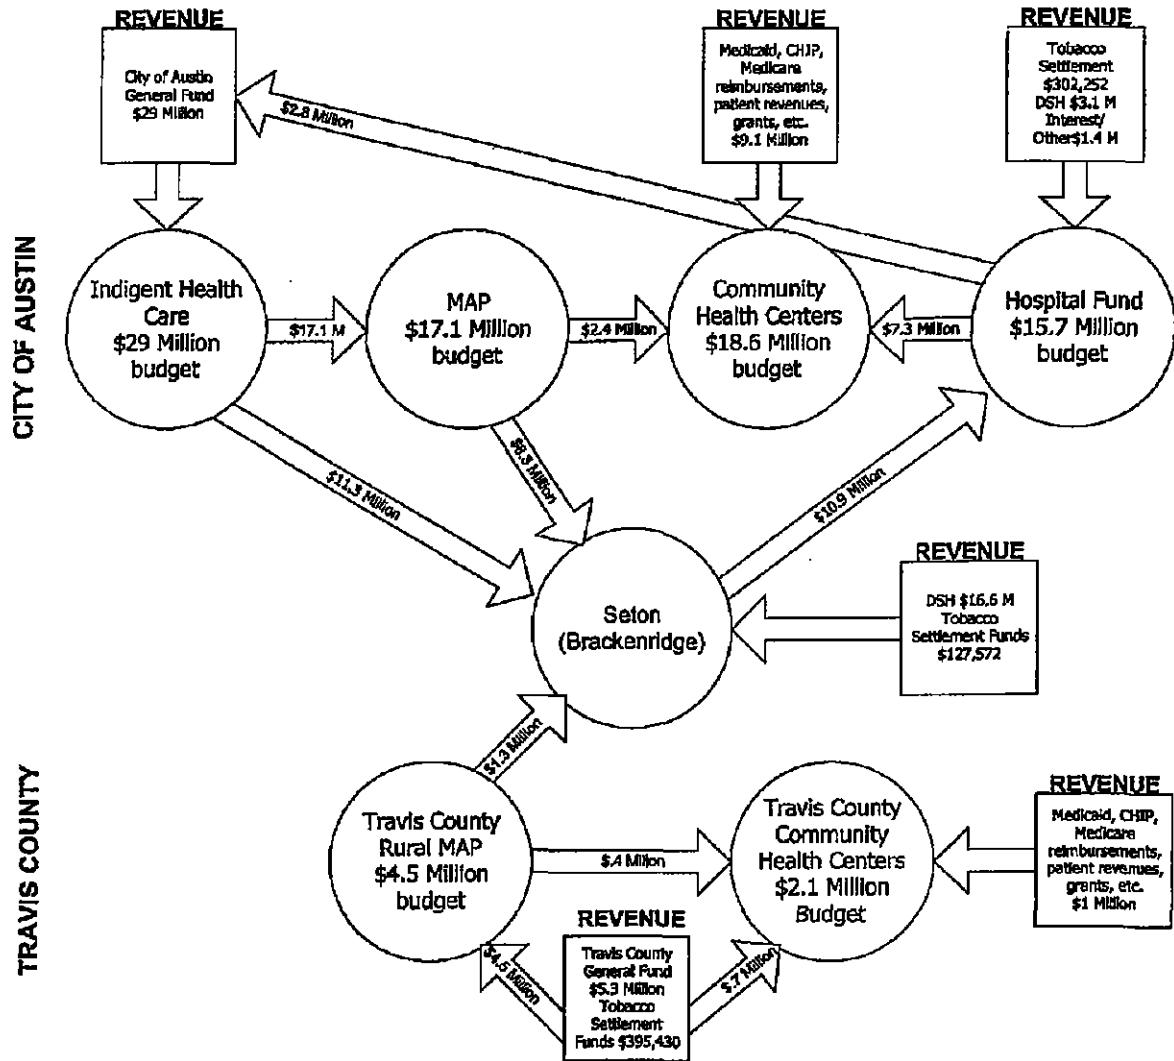 REVENUE
City of Austin
General Fund
$29 Million
REVENUE
Medicaid, CHIP,
Medicare
reimbursements,
patient revenues,
grants, etc.
$9.1 Million
REVENUE
Tobacco
Settlement
$302,252
DSH $3.1 M
Interest/
Other$1.4 M
$2.8 Million
CITY OF AUSTIN
Indigent Health
Care
$29 Million
budget
$17.1 M
MAP
$17.1 Million
budget
$2.4 Million
Community
Health Centers
$18.6 Million
budget
$7.3 Million
Hospital Fund
$15.7 Million
budget
$11.3 Million
Million
$10.9 Million
Seton
(Brackenridge)
REVENUE
DSH $16.6 M
Tobacco
Settlement Funds
$127,572
TRAVIS COUNTY
$1.3 Million
Travis County
Rural MAP
$4.5 Million
budget
$.4 Million
Travis County
Community
Health Centers
$2.1 Million
Budget
REVENUE
Medicaid, CHIP,
Medicare
reimbursements,
patient revenues,
grants, etc.
$1 Million
$4.5 Million
REVENUE
Travis County
General Fund
$5.3 Million
Tobacco
Settlement
Funds $395,430
$.7 Million